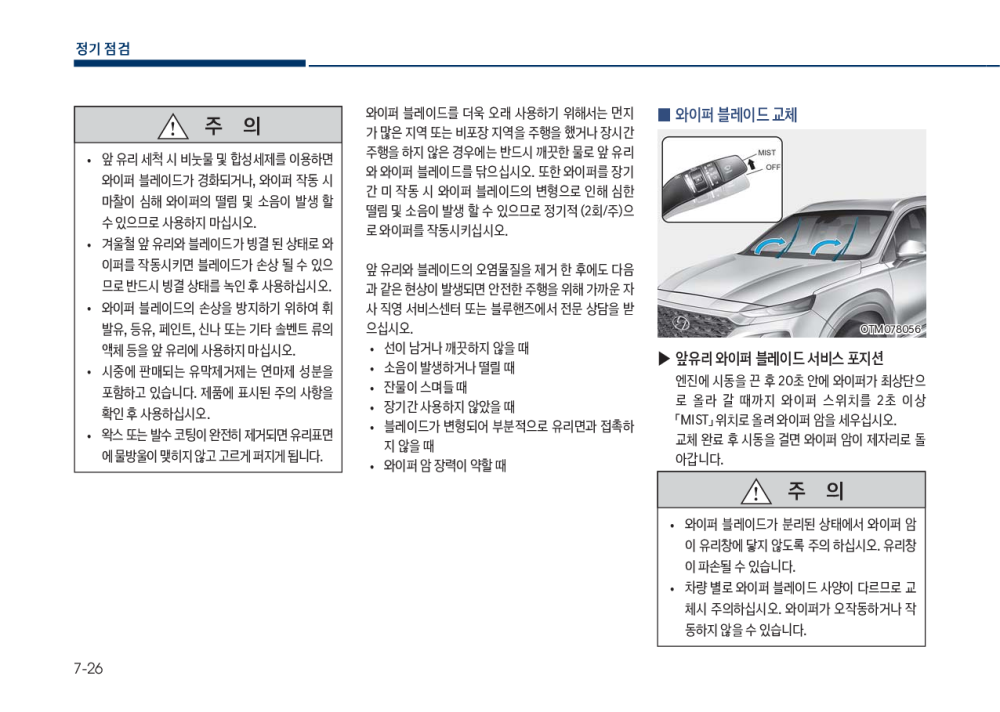 정기 점검
주 의
• 앞 유리 세척 시 비눗물 및 합성세제를 이용하면
와이퍼 블레이드가 경화되거나, 와이퍼 작동 시
마찰이 심해 와이퍼의 떨림 및 소음이 발생 할
수 있으므로 사용하지 마십시오.
• 겨울철 앞 유리와 블레이드가 빙결 된 상태로 와
이퍼를 작동시키면 블레이드가 손상 될 수 있으
므로 반드시 빙결 상태를 녹인 후 사용하십시오.
• 와이퍼 블레이드의 손상을 방지하기 위하여 휘
발유, 등유, 페인트, 신나 또는 기타 솔벤트 류의
액체 등을 앞 유리에 사용하지 마십시오.
• 시중에 판매되는 유막제거제는 연마제 성분을
포함하고 있습니다. 제품에 표시된 주의 사항을
확인 후 사용하십시오.
• 왁스 또는 발수 코팅이 완전히 제거되면 유리표면
에 물방울이 맺히지 않고 고르게 퍼지게 됩니다.
와이퍼 블레이드를 더욱 오래 사용하기 위해서는 먼지
가 많은 지역 또는 비포장 지역을 주행을 했거나 장시간
주행을 하지 않은 경우에는 반드시 깨끗한 물로 앞 유리
와 와이퍼 블레이드를 닦으십시오. 또한 와이퍼를 장기
간 미 작동 시 와이퍼 블레이드의 변형으로 인해 심한
떨림 및 소음이 발생 할 수 있으므로 정기적 (2회/주)으
로 와이퍼를 작동시키십시오.
앞 유리와 블레이드의 오염물질을 제거 한 후에도 다음
과 같은 현상이 발생되면 안전한 주행을 위해 가까운 자
사 직영 서비스센터 또는 블루핸즈에서 전문 상담을 받
으십시오.
• 선이 남거나 깨끗하지 않을 때
• 소음이 발생하거나 떨릴 때
• 잔물이 스며들 때
• 장기간 사용하지 않았을 때
• 블레이드가 변형되어 부분적으로 유리면과 접촉하
지 않을 때
• 와이퍼 암 장력이 약할 때
■ 와이퍼 블레이드 교체
MIST
OFF
OTM078056
▶ 앞유리 와이퍼 블레이드 서비스 포지션
엔진에 시동을 끈 후 20초 안에 와이퍼가 최상단으
로 올라 갈 때까지 와이퍼 스위치를 2초 이상
「MIST」 위치로 올려 와이퍼 암을 세우십시오.
교체 완료 후 시동을 걸면 와이퍼 암이 제자리로 돌
아갑니다.
주 의
• 와이퍼 블레이드가 분리된 상태에서 와이퍼 암
이 유리창에 닿지 않도록 주의 하십시오. 유리창
이 파손될 수 있습니다.
• 차량 별로 와이퍼 블레이드 사양이 다르므로 교
체시 주의하십시오. 와이퍼가 오작동하거나 작
동하지 않을 수 있습니다.
7-26